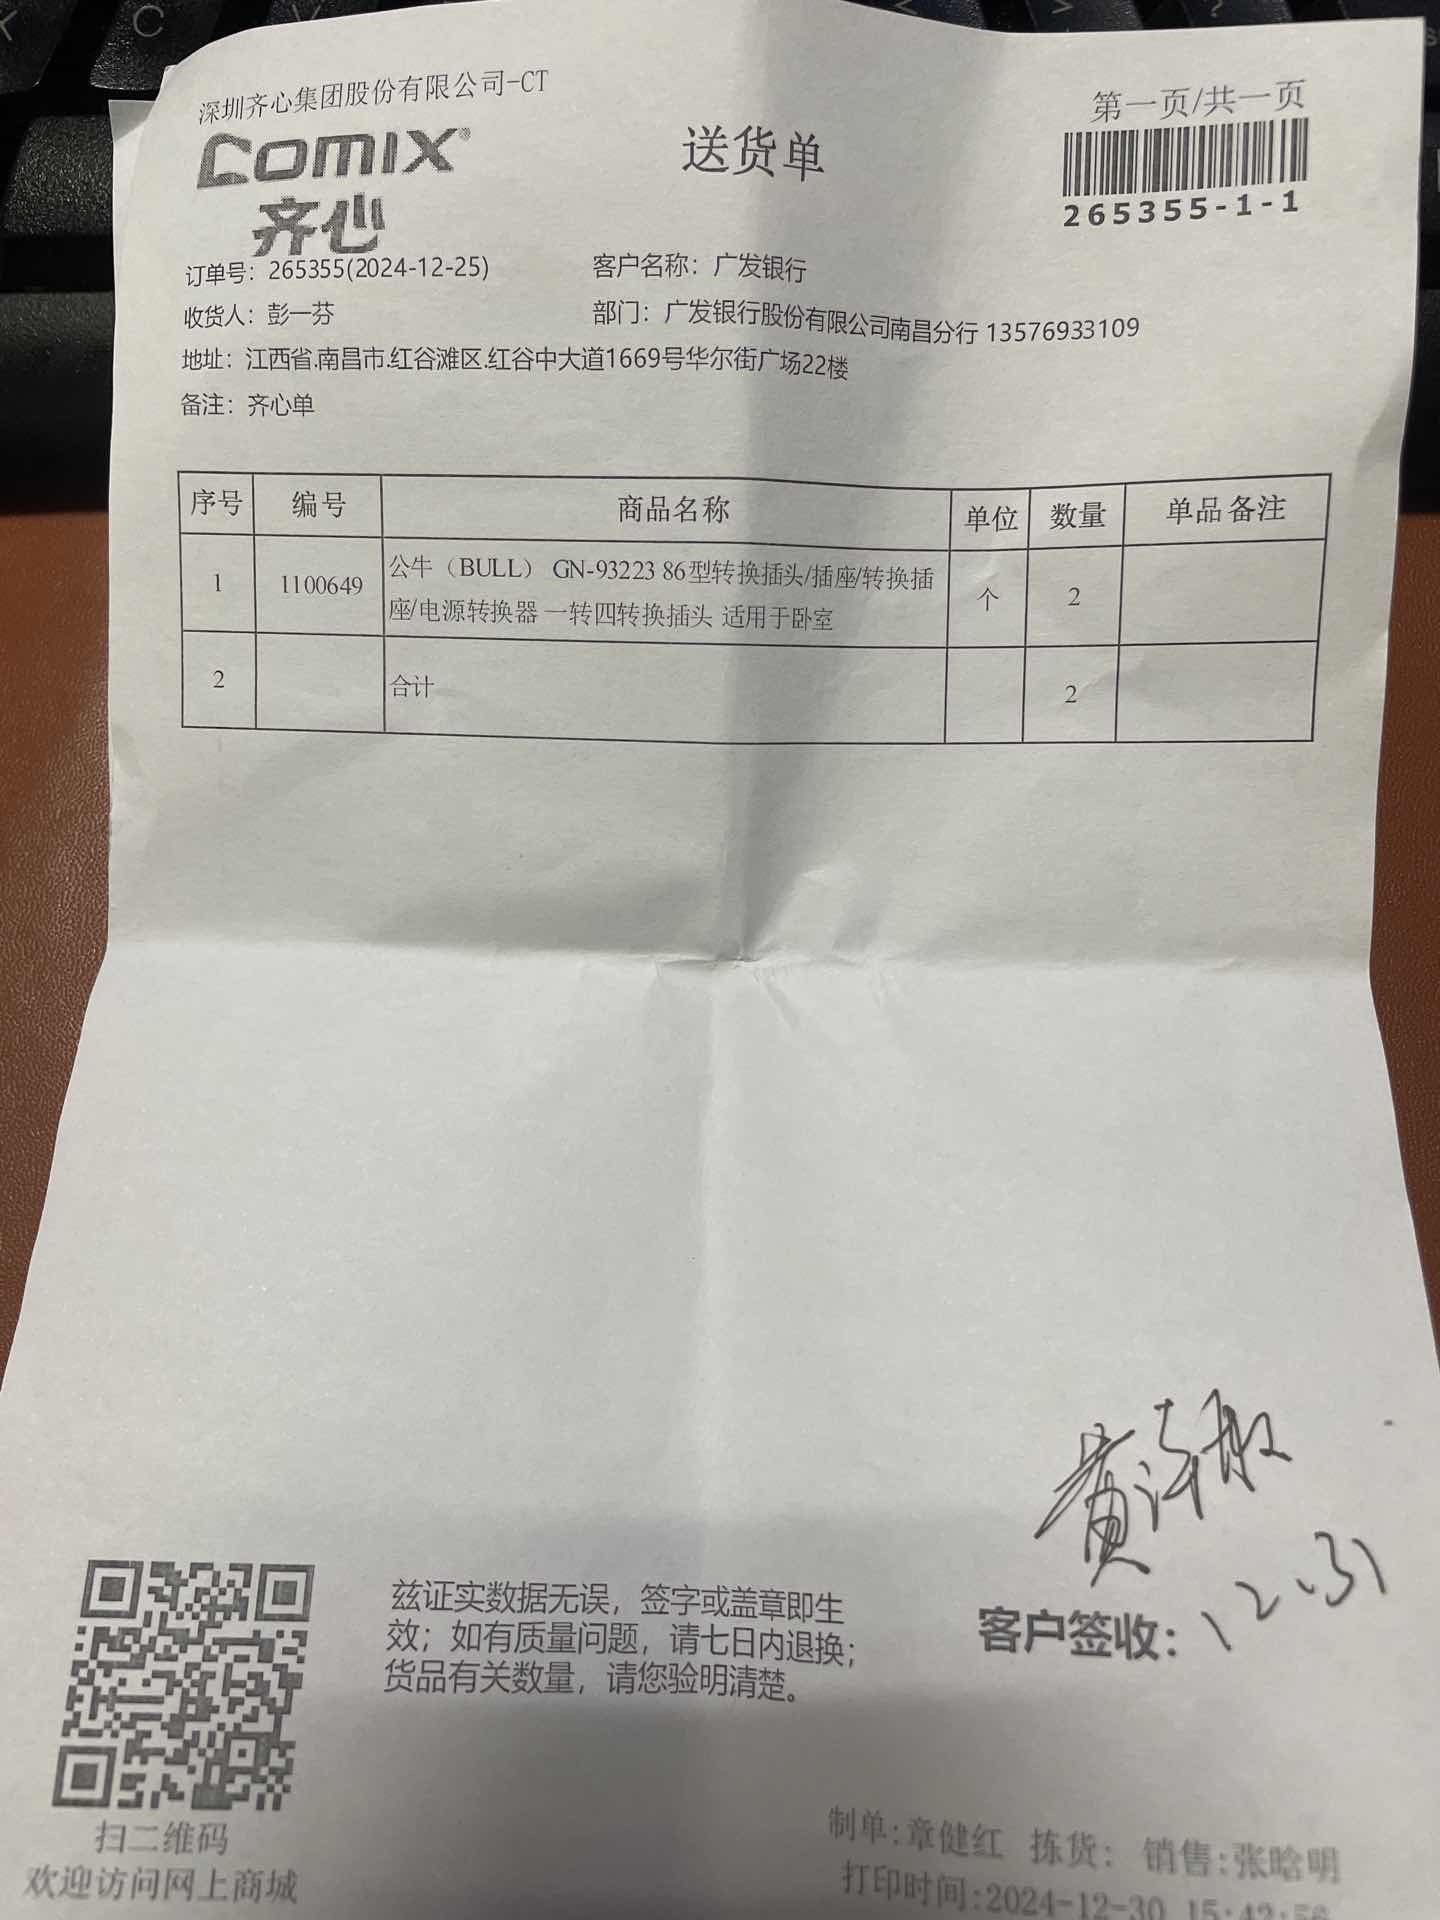 深圳齐心集团股份有限公司-CT
第一页/共一页
COMIX
齐心
送货单
265355-1-1
订单号：265355(2024-12-25)
客户名称：广发银行
收货人：彭一芬
部门：广发银行股份有限公司南昌分行 13576933109
地址：江西省.南昌市.红谷滩区.红谷中大道1669号华尔街广场22楼
备注：齐心单
序号 编号 商品名称 单位 数量 单品备注
1 1100649 公牛（BULL） GN-93223 86型转换插头/插座/转换插座/电源转换器 一转四转换插头 适用于卧室 个 2
2 合计 2
兹证实数据无误，签字或盖章即生
效；如有质量问题，请七日内退换；
货品有关数量，请您验明清楚。
客户签收：12.31
扫二维码
欢迎访问网上商城
制单:章健红 拣货: 销售:张晗明
打印时间:2024-12-30 15:42:56